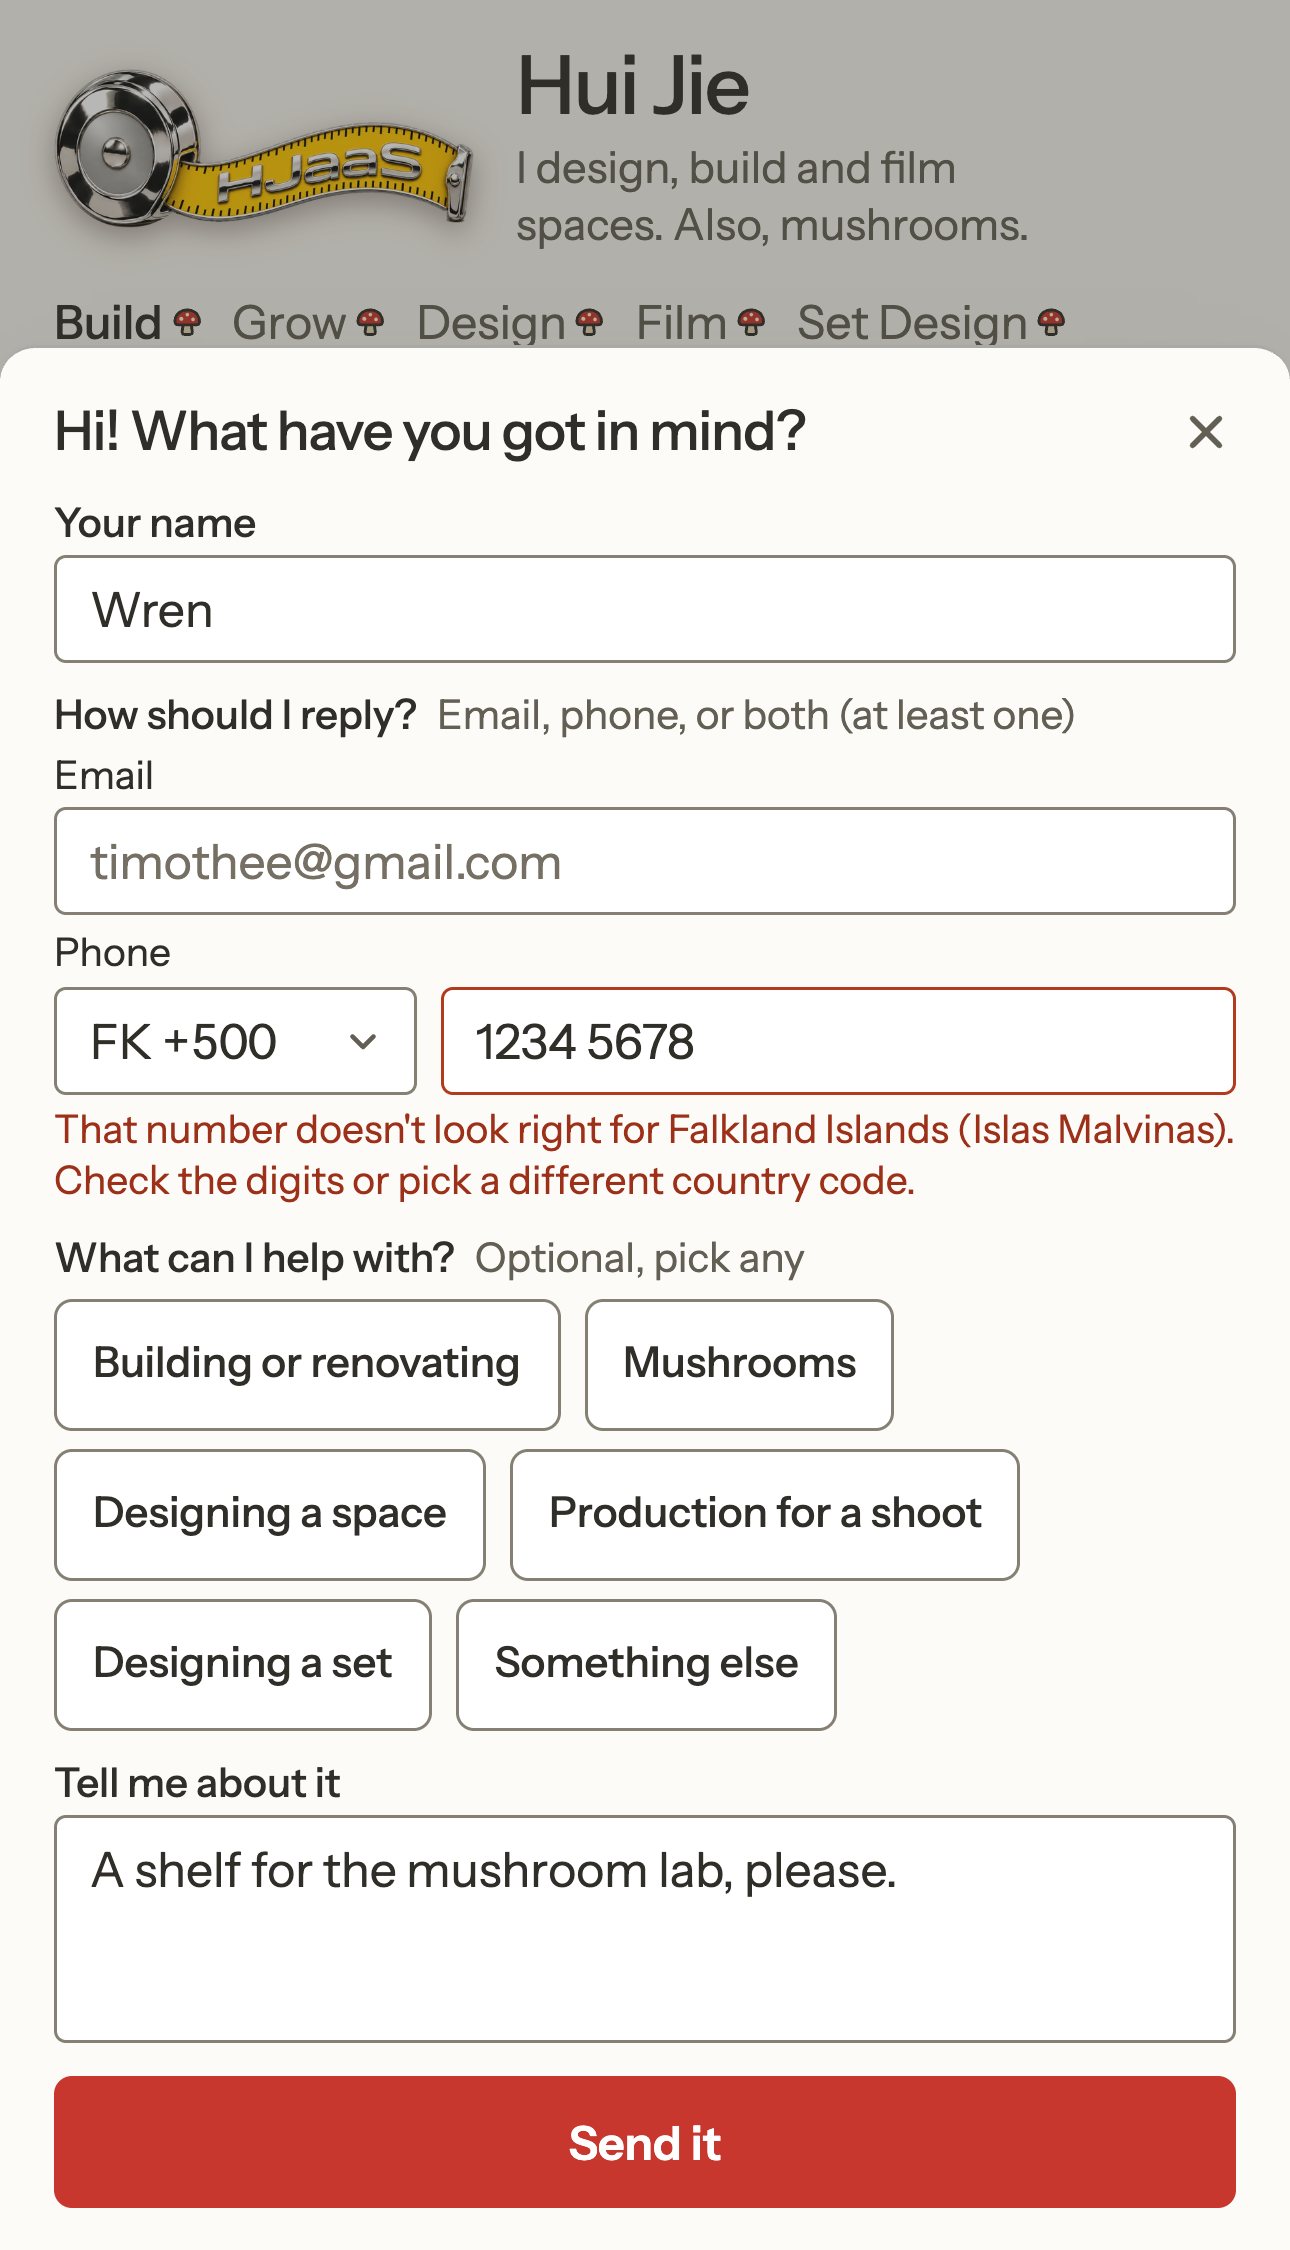 HJaaS
Hui Jie
I design, build and film
spaces. Also, mushrooms.
Build Grow Design Film Set Design
Hi! What have you got in mind?
Your name
Wren
How should I reply? Email, phone, or both (at least one)
Email
timothee@gmail.com
Phone
FK +500 1234 5678
That number doesn't look right for Falkland Islands (Islas Malvinas).
Check the digits or pick a different country code.
What can I help with? Optional, pick any
Building or renovating Mushrooms
Designing a space Production for a shoot
Designing a set Something else
Tell me about it
A shelf for the mushroom lab, please.
Send it